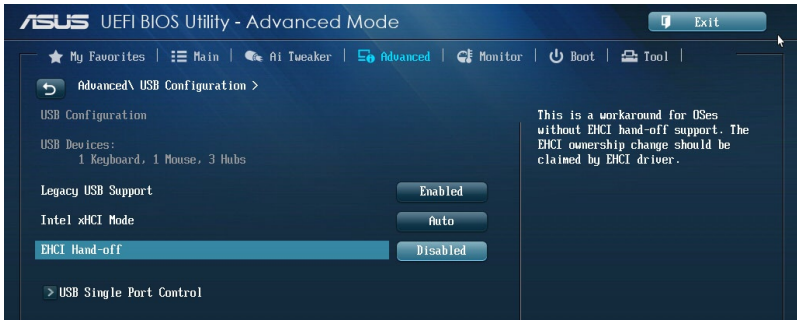 ASUS UEFI BIOS Utility - Advanced Mode
Exit
My Favorites | Main | Ai Tweaker | Advanced | Monitor | Boot | Tool |
Advanced\ USB Configuration >
USB Configuration
USB Devices:
1 Keyboard, 1 Mouse, 3 Hubs
Legacy USB Support Enabled
Intel xHCI Mode Auto
EHCI Hand-off Disabled
> USB Single Port Control
This is a workaround for OSes
without EHCI hand-off support. The
EHCI ownership change should be
claimed by EHCI driver.